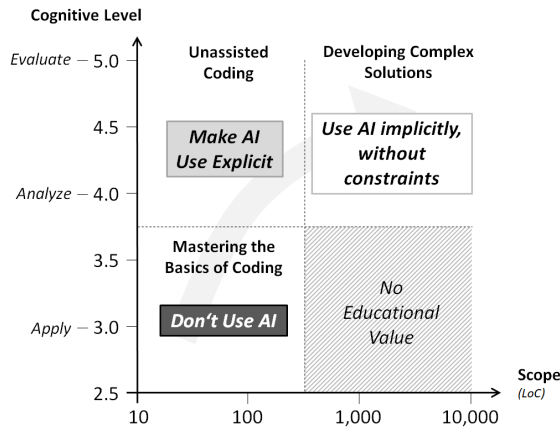 Cognitive Level
Evaluate
5.0
4.5
Analyze
4.0
3.5
Apply
3.0
2.5
Unassisted
Coding
Developing Complex
Solutions
Make AI
Use Explicit
Use AI implicitly,
without
constraints
Mastering the
Basics of Coding
Don‘t Use AI
No
Educational
Value
10
100
1,000
10,000
Scope
(LoC)